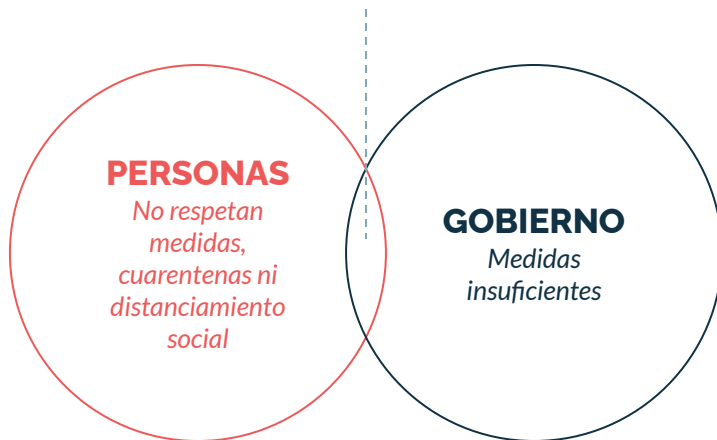 PERSONAS
No respetan
medidas,
cuarentenas ni
distanciamiento
social
GOBIERNO
Medidas
insuficientes